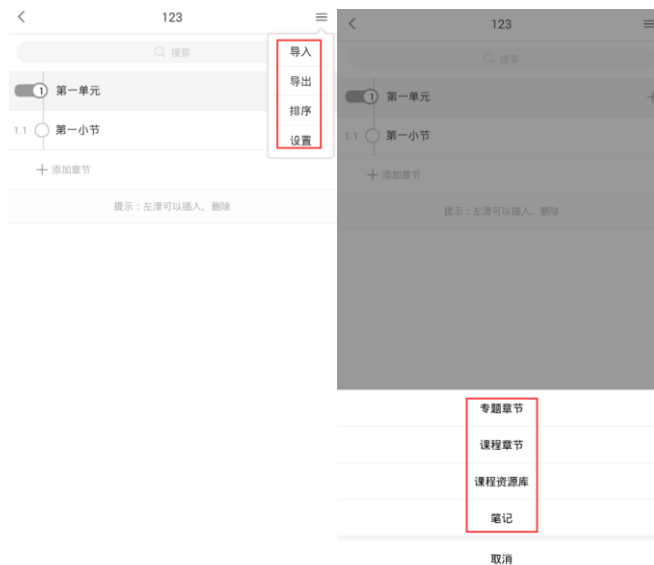 123
搜索
导入
导出
排序
设置
1 第一单元
1.1 第一小节
添加章节
提示：左滑可以插入、删除
123
搜索
1 第一单元
1.1 第一小节
添加章节
提示：左滑可以插入、删除
专题章节
课程章节
课程资源库
笔记
取消